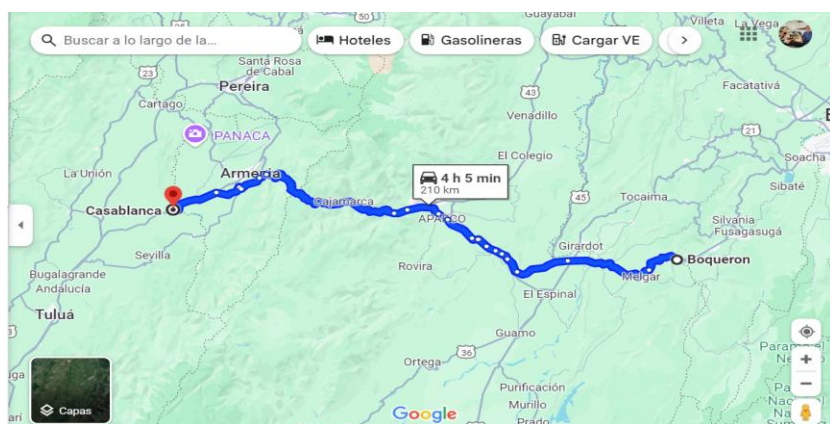 Buscar a lo largo de la...
Hoteles
Gasolineras
Cargar VE
50
Guayabal
Villeta
La Vega
Santa Rosa
de Cabal
23
Pereira
43
Facatativá
Cartago
Venadillo
PANACA
21
El Colegio
La Unión
Armenia
4 h 5 min
210 km
Soacha
Sibaté
45
Tocaima
Cajamarca
Casablanca
Silvania
Fusagasugá
Sevilla
Girardot
Boqueron
Rovira
Melgar
Bugalagrande
Andalucía
El Espinal
Tuluá
Guamo
36
Ortega
Purificación
Murillo
Prado
Capas
Google